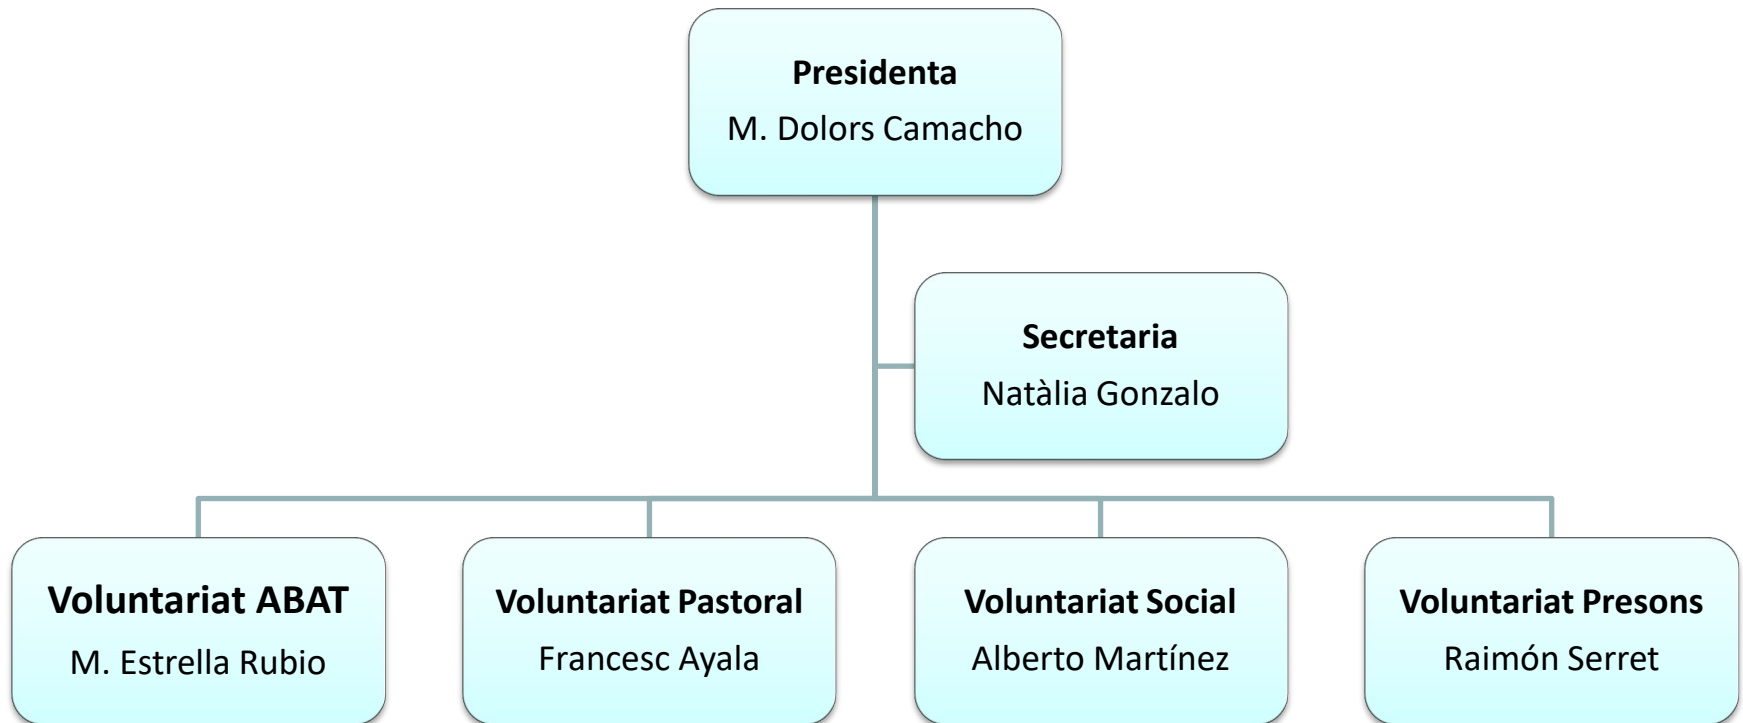 Presidenta
M. Dolors Camacho
Secretaria
Natàlia Gonzalo
Voluntariat ABAT
M. Estrella Rubio
Voluntariat Pastoral
Francesc Ayala
Voluntariat Social
Alberto Martínez
Voluntariat Presons
Raimón Serret